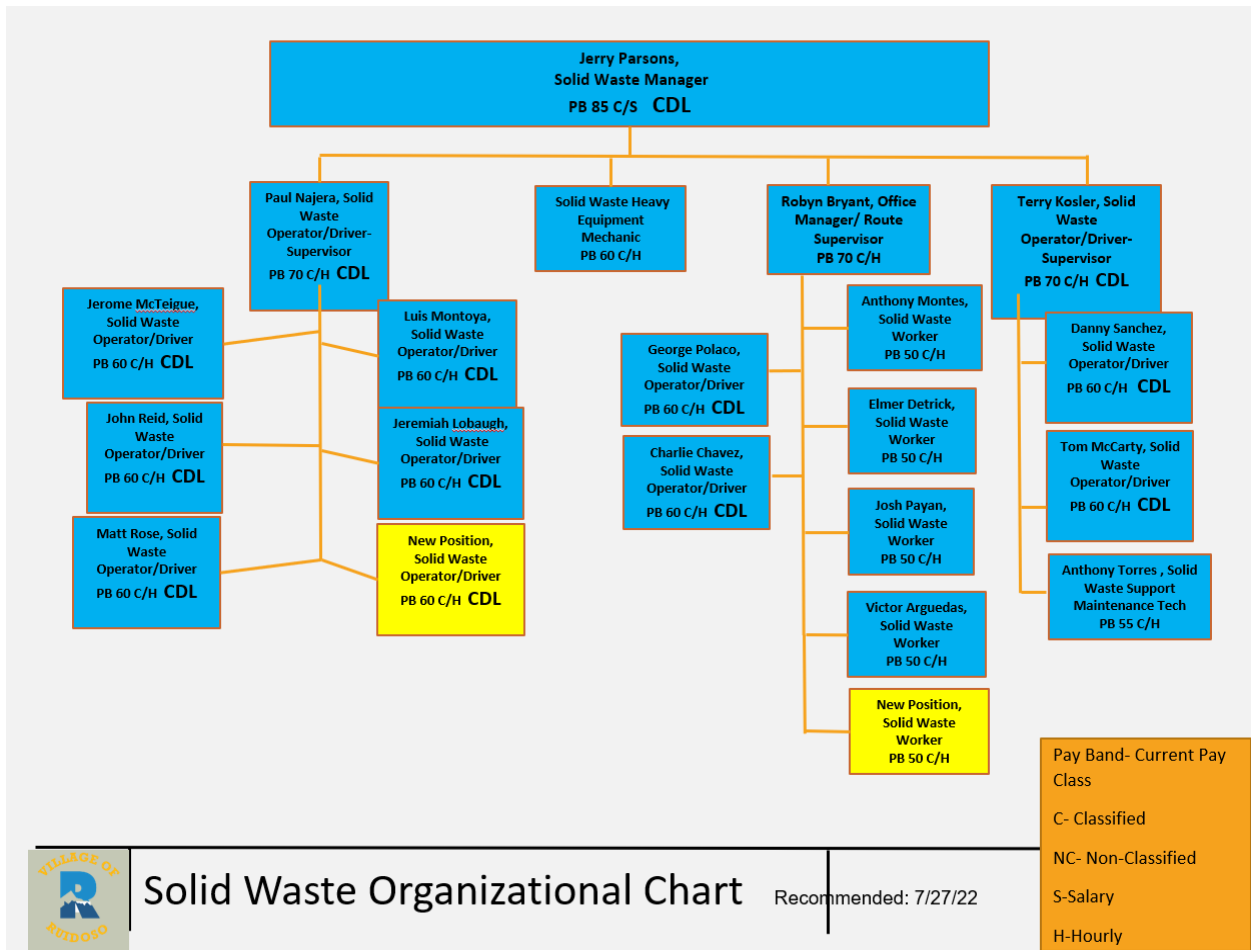 Jerry Parsons,
Solid Waste Manager
PB 85 C/S CDL
Paul Najera, Solid
Waste
Operator/Driver-
Supervisor
PB 70 C/H CDL
Solid Waste Heavy
Equipment
Mechanic
PB 60 C/H
Robyn Bryant, Office
Manager/ Route
Supervisor
PB 70 C/H
Terry Kosler, Solid
Waste
Operator/Driver-
Supervisor
PB 70 C/H CDL
Jerome McTeigue,
Solid Waste
Operator/Driver
PB 60 C/H CDL
Luis Montoya,
Solid Waste
Operator/Driver
PB 60 C/H CDL
John Reid, Solid
Waste
Operator/Driver
PB 60 C/H CDL
Jeremiah Lobaugh,
Solid Waste
Operator/Driver
PB 60 C/H CDL
Matt Rose, Solid
Waste
Operator/Driver
PB 60 C/H CDL
New Position,
Solid Waste
Operator/Driver
PB 60 C/H CDL
George Polaco,
Solid Waste
Operator/Driver
PB 60 C/H CDL
Charlie Chavez,
Solid Waste
Operator/Driver
PB 60 C/H CDL
Anthony Montes,
Solid Waste
Worker
PB 50 C/H
Elmer Detrick,
Solid Waste
Worker
PB 50 C/H
Josh Payan,
Solid Waste
Worker
PB 50 C/H
Victor Arguedas,
Solid Waste
Worker
PB 50 C/H
New Position,
Solid Waste
Worker
PB 50 C/H
Danny Sanchez,
Solid Waste
Operator/Driver
PB 60 C/H CDL
Tom McCarty, Solid
Waste
Operator/Driver
PB 60 C/H CDL
Anthony Torres , Solid
Waste Support
Maintenance Tech
PB 55 C/H
Pay Band- Current Pay
Class
C- Classified
NC- Non-Classified
S-Salary
H-Hourly
VILLAGE OF
R
RUIDOSO
Solid Waste Organizational Chart
Recommended: 7/27/22